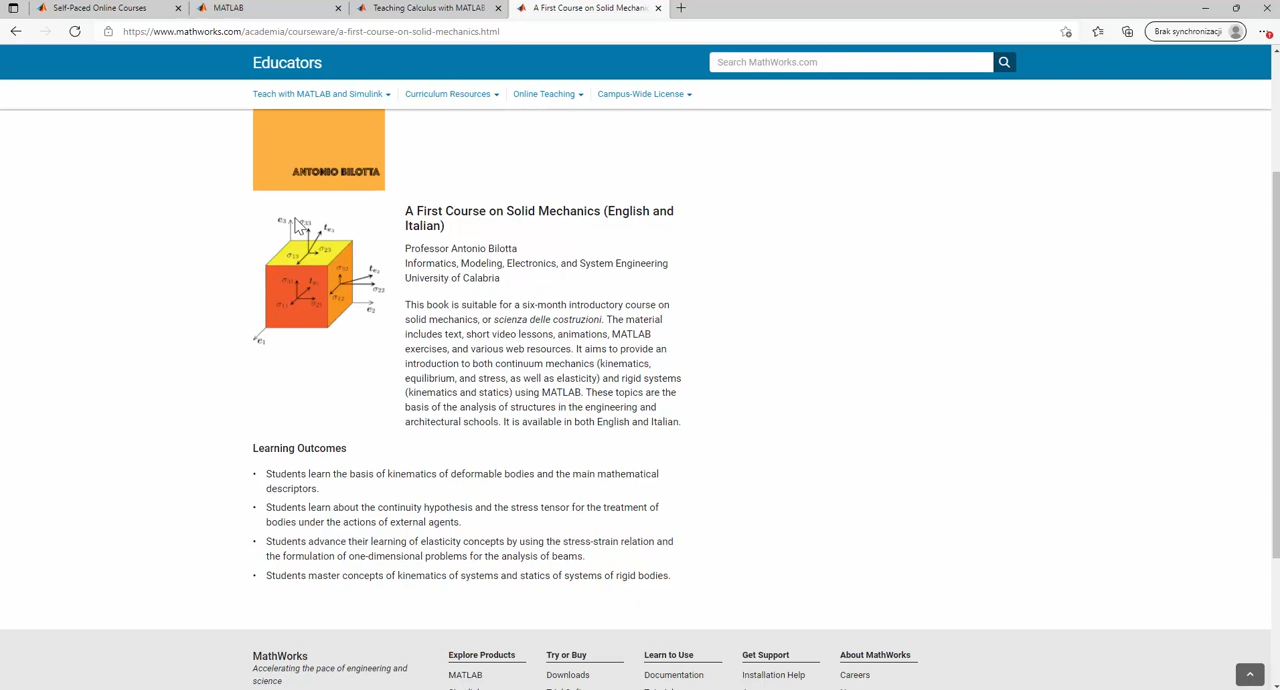 Self-Paced Online Courses
MATLAB
Teaching Calculus with MATLAB
A First Course on Solid Mechanic
https://www.mathworks.com/academia/courseware/a-first-course-on-solid-mechanics.html
Brak synchronizacji
Educators
Search MathWorks.com
Teach with MATLAB and Simulink
Curriculum Resources
Online Teaching
Campus-Wide License
ANTONIO BILOTTA
A First Course on Solid Mechanics (English and
Italian)
Professor Antonio Bilotta
Informatics, Modeling, Electronics, and System Engineering
University of Calabria
This book is suitable for a six-month introductory course on
solid mechanics, or scienza delle costruzioni. The material
includes text, short video lessons, animations, MATLAB
exercises, and various web resources. It aims to provide an
introduction to both continuum mechanics (kinematics,
equilibrium, and stress, as well as elasticity) and rigid systems
(kinematics and statics) using MATLAB. These topics are the
basis of the analysis of structures in the engineering and
architectural schools. It is available in both English and Italian.
e3
σ33
te3
σ23
σ13
te2
σ22
e2
e1
Learning Outcomes
• Students learn the basis of kinematics of deformable bodies and the main mathematical
descriptors.
• Students learn about the continuity hypothesis and the stress tensor for the treatment of
bodies under the actions of external agents.
• Students advance their learning of elasticity concepts by using the stress-strain relation and
the formulation of one-dimensional problems for the analysis of beams.
• Students master concepts of kinematics of systems and statics of systems of rigid bodies.
MathWorks
Accelerating the pace of engineering and
science
Explore Products
MATLAB
Try or Buy
Downloads
Learn to Use
Documentation
Get Support
Installation Help
About MathWorks
Careers